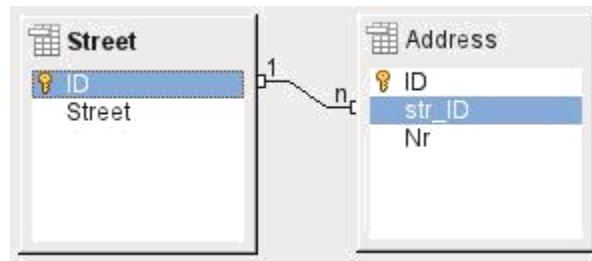 Street
ID
Street
1
n
Address
ID
str_ID
Nr